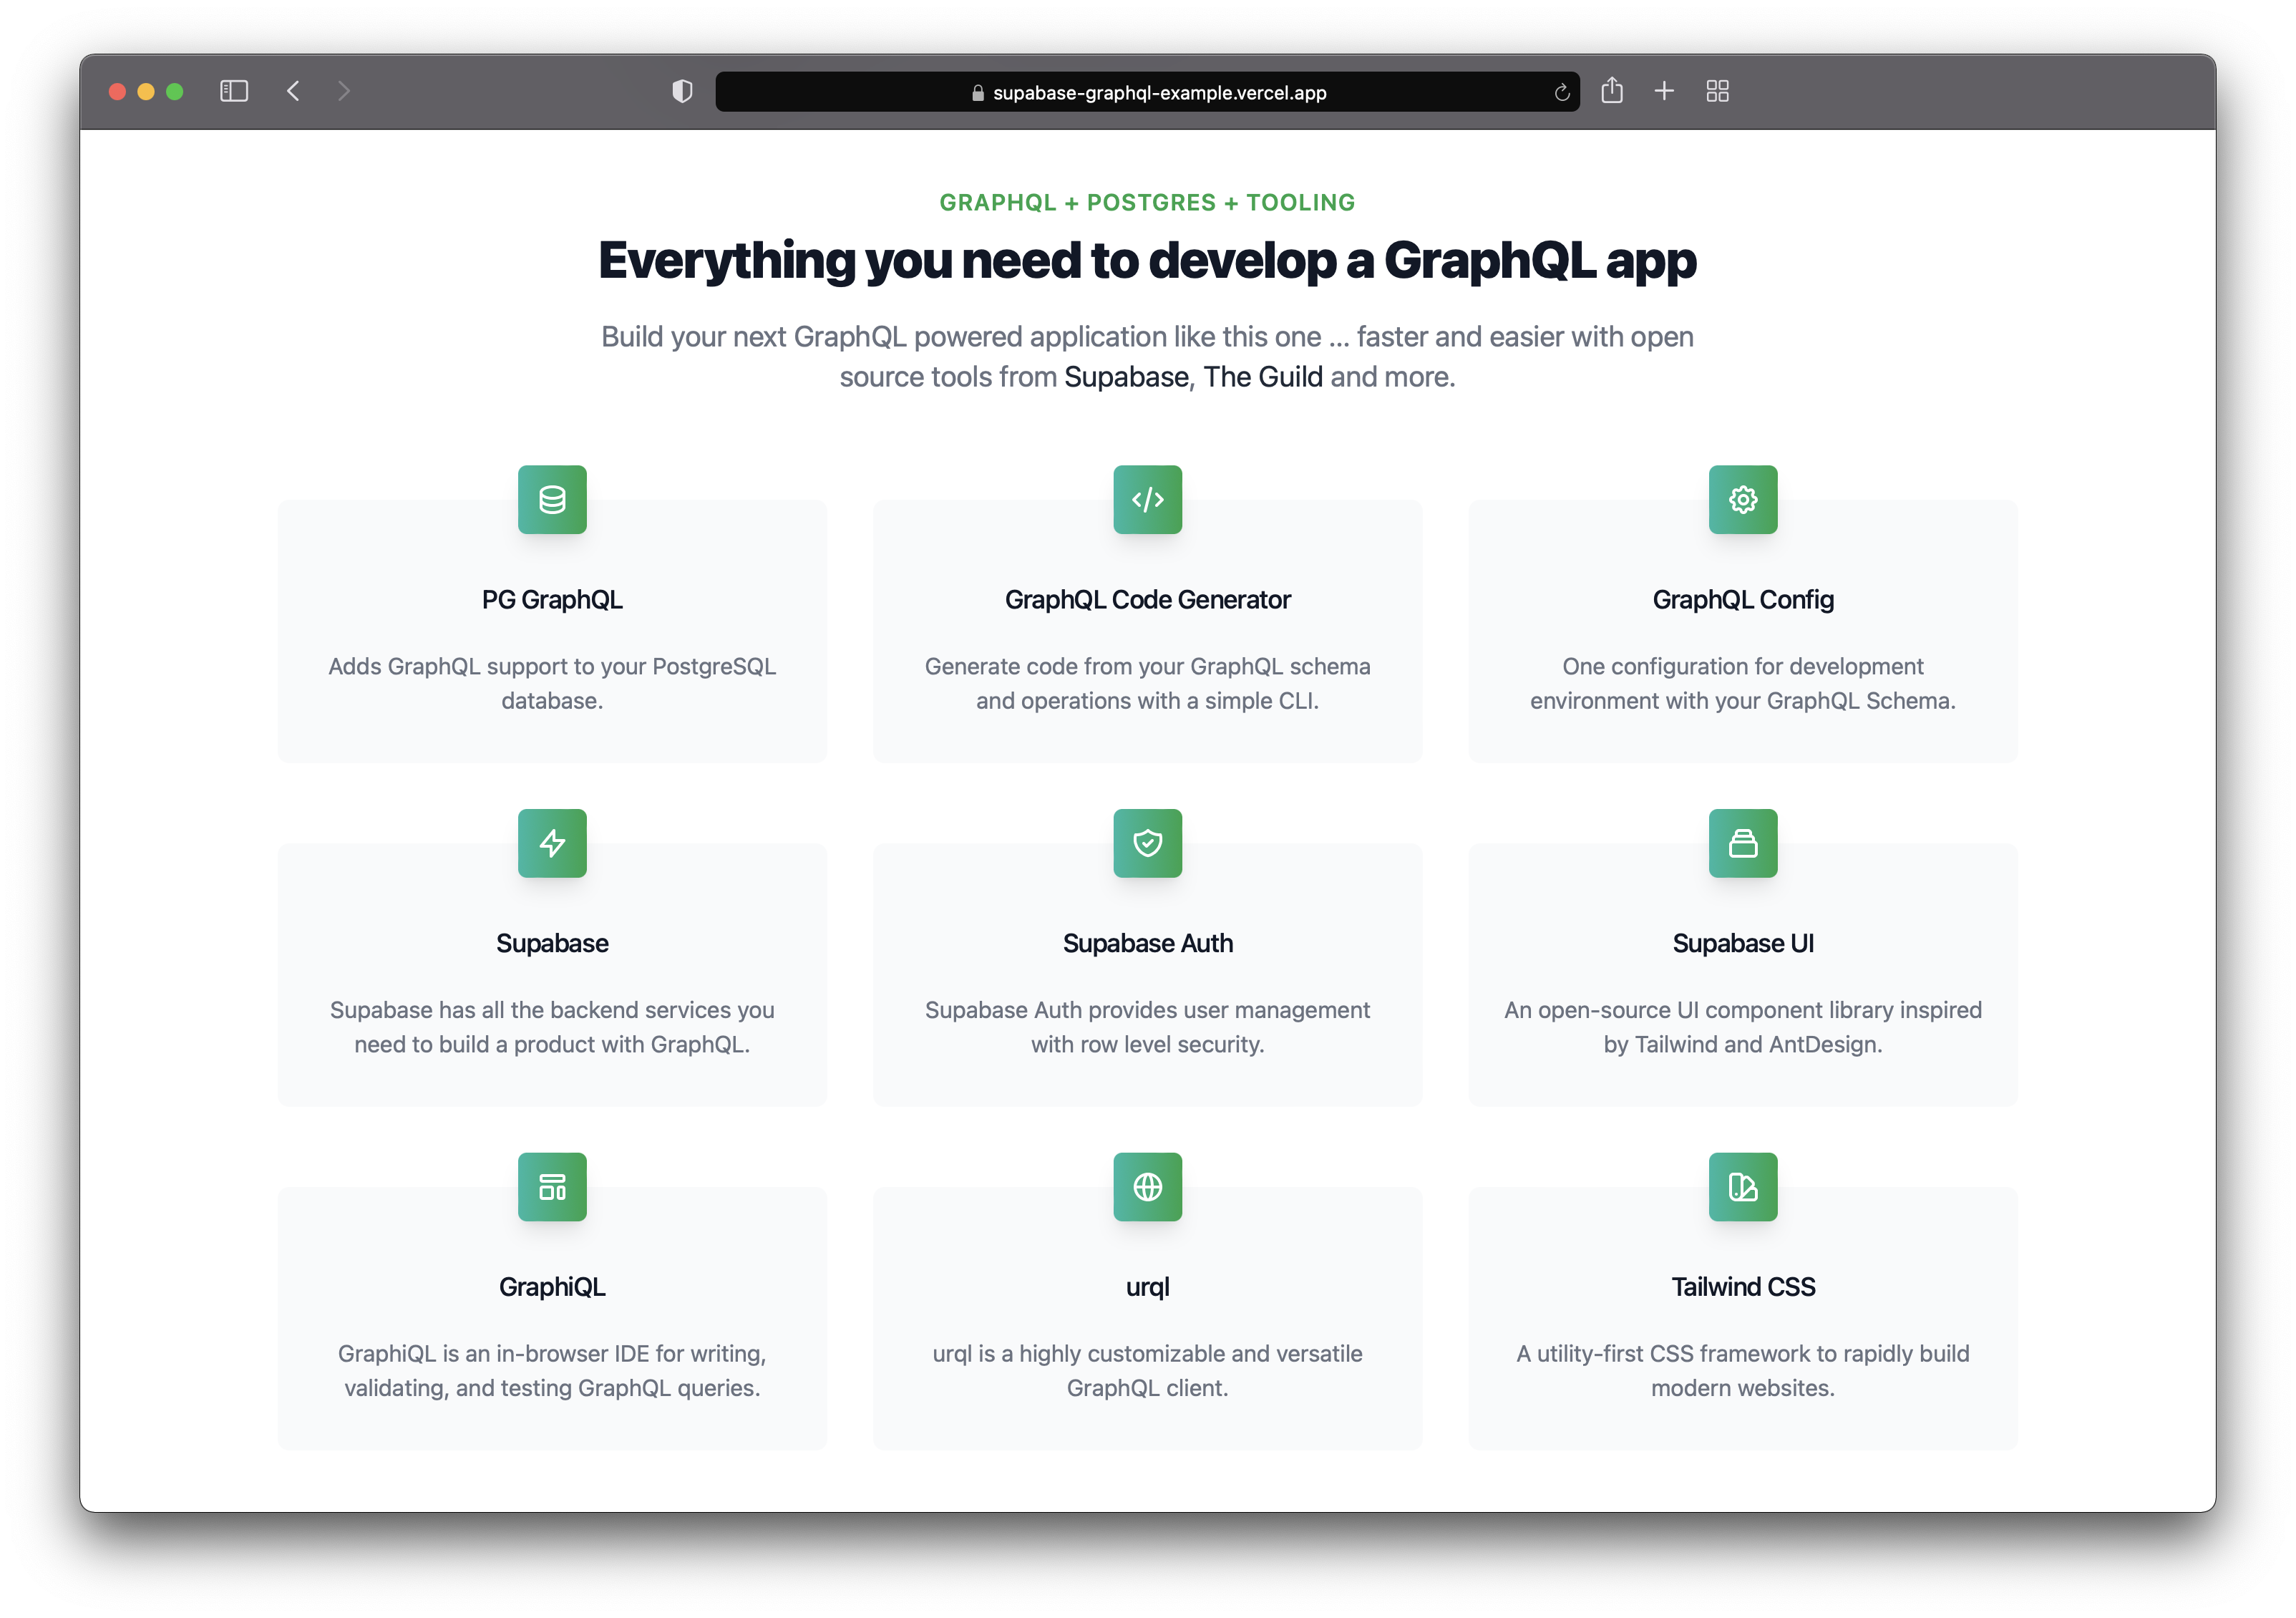 supabase-graphql-example.vercel.app
GRAPHQL + POSTGRES + TOOLING
Everything you need to develop a GraphQL app
Build your next GraphQL powered application like this one ... faster and easier with open
source tools from Supabase, The Guild and more.
PG GraphQL
Adds GraphQL support to your PostgreSQL
database.
GraphQL Code Generator
Generate code from your GraphQL schema
and operations with a simple CLI.
GraphQL Config
One configuration for development
environment with your GraphQL Schema.
Supabase
Supabase has all the backend services you
need to build a product with GraphQL.
Supabase Auth
Supabase Auth provides user management
with row level security.
Supabase UI
An open-source UI component library inspired
by Tailwind and AntDesign.
GraphiQL
GraphiQL is an in-browser IDE for writing,
validating, and testing GraphQL queries.
urql
urql is a highly customizable and versatile
GraphQL client.
Tailwind CSS
A utility-first CSS framework to rapidly build
modern websites.